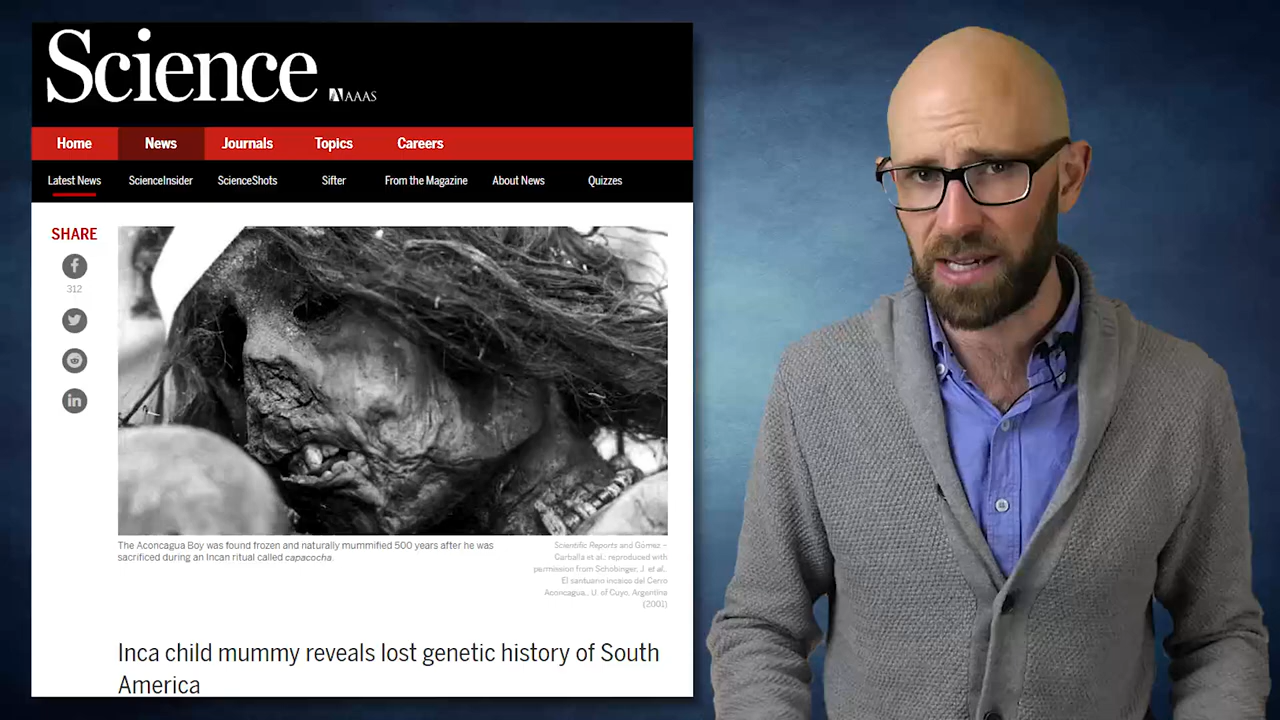 Science
AAAS
Home News Journals Topics Careers
Latest News ScienceInsider ScienceShots Sifter From the Magazine About News Quizzes
SHARE
312
The Aconcagua Boy was found frozen and naturally mummified 500 years after he was
sacrificed during an Incan ritual called capacocha.
Scientific Reports and Gómez –
Carballa et al.; reproduced with
permission from Schobinger, J. et al.,
El santuario incaico del Cerro
Aconcagua., U. of Cuyo, Argentina
(2001)
Inca child mummy reveals lost genetic history of South
America